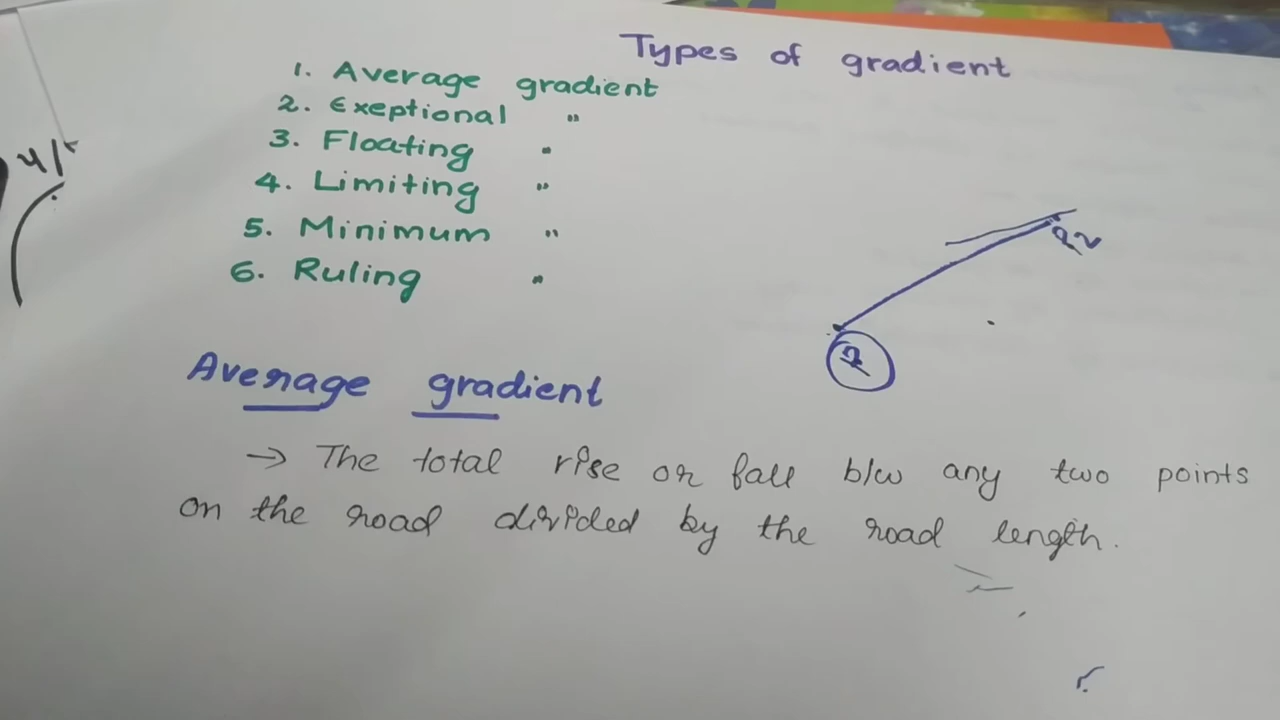 Types of gradient
1. Average gradient
2. Exeptional "
3. Floating "
4. Limiting "
5. Minimum "
6. Ruling "
Average gradient
→ The total rise or fall b/w any two points
on the road divided by the road length.